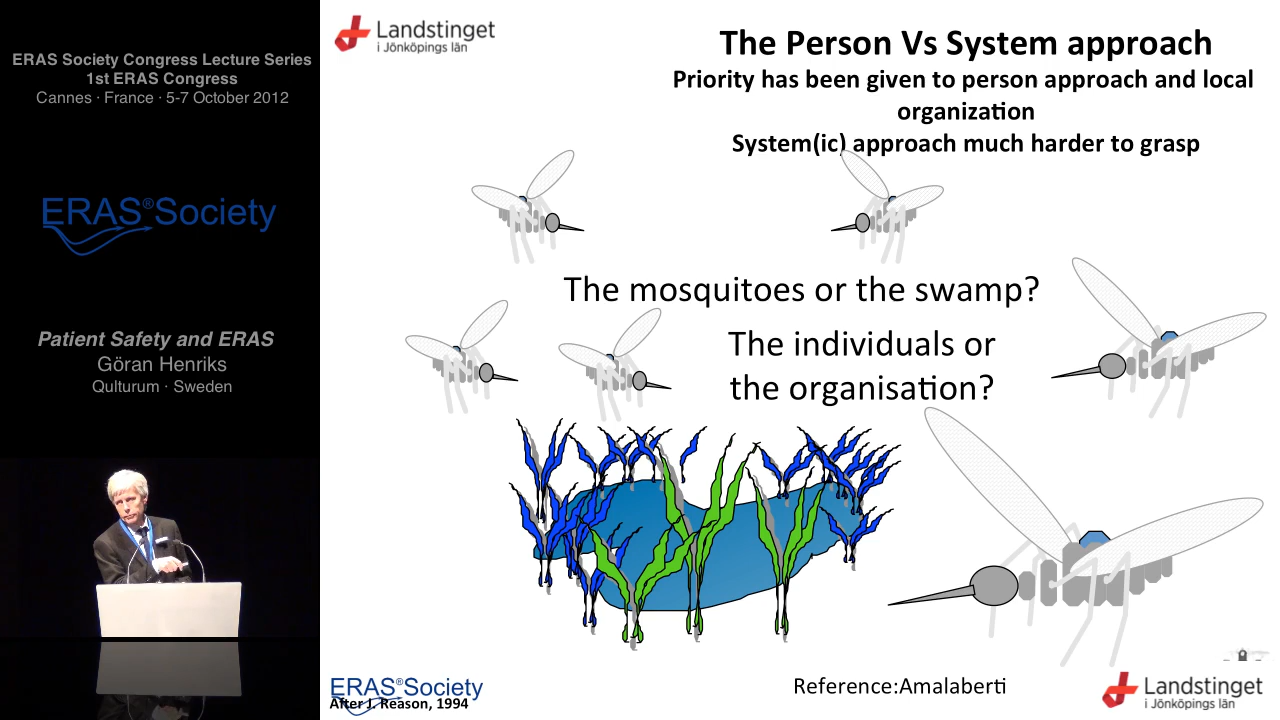 ERAS Society Congress Lecture Series
1st ERAS Congress
Cannes · France · 5-7 October 2012
ERAS®Society
Patient Safety and ERAS
Göran Henriks
Qulturum · Sweden
Landstinget
i Jönköpings län
The Person Vs System approach
Priority has been given to person approach and local
organization
System(ic) approach much harder to grasp
The mosquitoes or the swamp?
The individuals or
the organisation?
ERAS®Society
After J. Reason, 1994
Reference:Amalaberti
Landstinget
i Jönköpings län